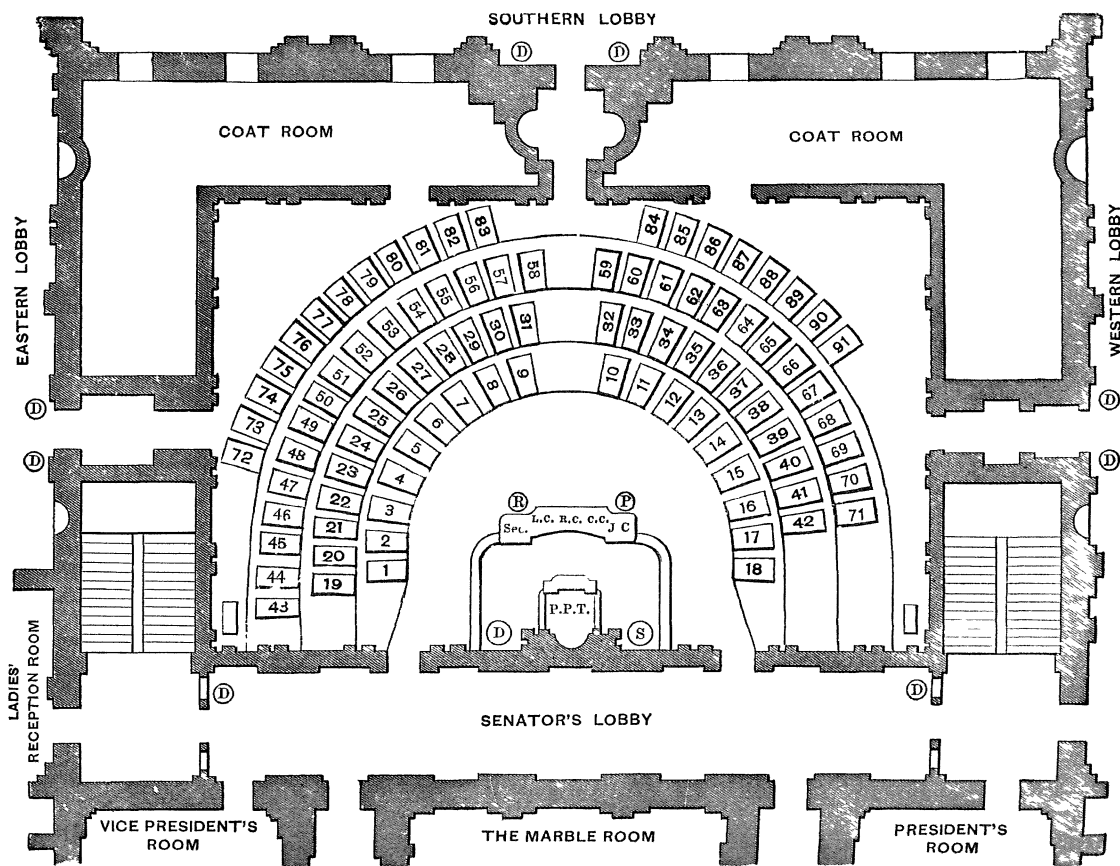 SOUTHERN LOBBY
D D
COAT ROOM
COAT ROOM
EASTERN LOBBY
WESTERN LOBBY
D D
D D
72 73 74 75 76 77 78 79 80 81 82 83
84 85 86 87 88 89 90 91
43 44 45 46 47 48 49 50 51 52 53 54 55 56 57 58
59 60 61 62 63 64 65 66 67 68 69 70 71
19 20 21 22 23 24 25 26 27 28 29 30 31
32 33 34 35 36 37 38 39 40 41 42
1 2 3 4 5 6 7 8 9
10 11 12 13 14 15 16 17 18
R P
Spc. L.C. R.C. C.C. J C
P.P.T.
D S
D D
LADIES'
RECEPTION ROOM
SENATOR'S LOBBY
VICE PRESIDENT'S
ROOM
THE MARBLE ROOM
PRESIDENT'S
ROOM